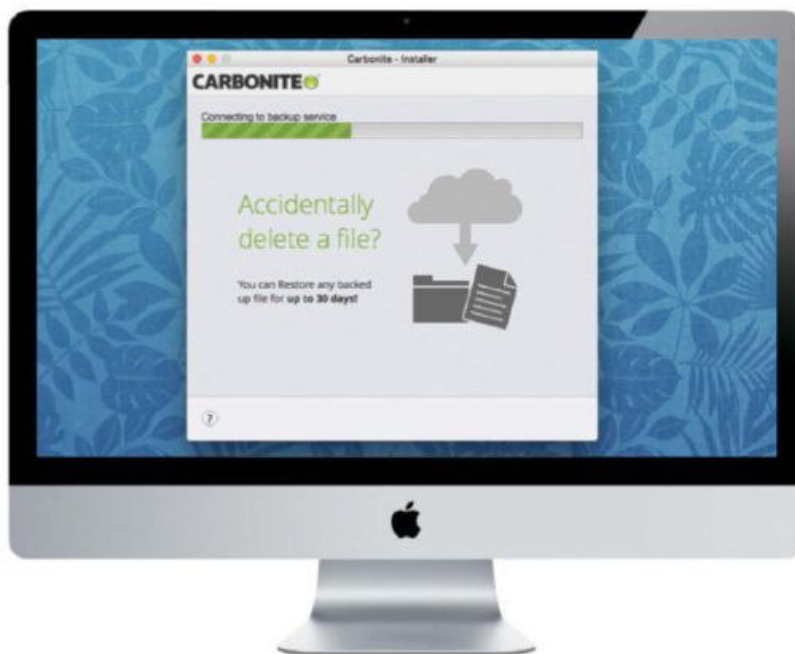 Carbonite - Installer
CARBONITE
Connecting to backup service
Accidentally
delete a file?
You can Restore any backed
up file for up to 30 days!
?